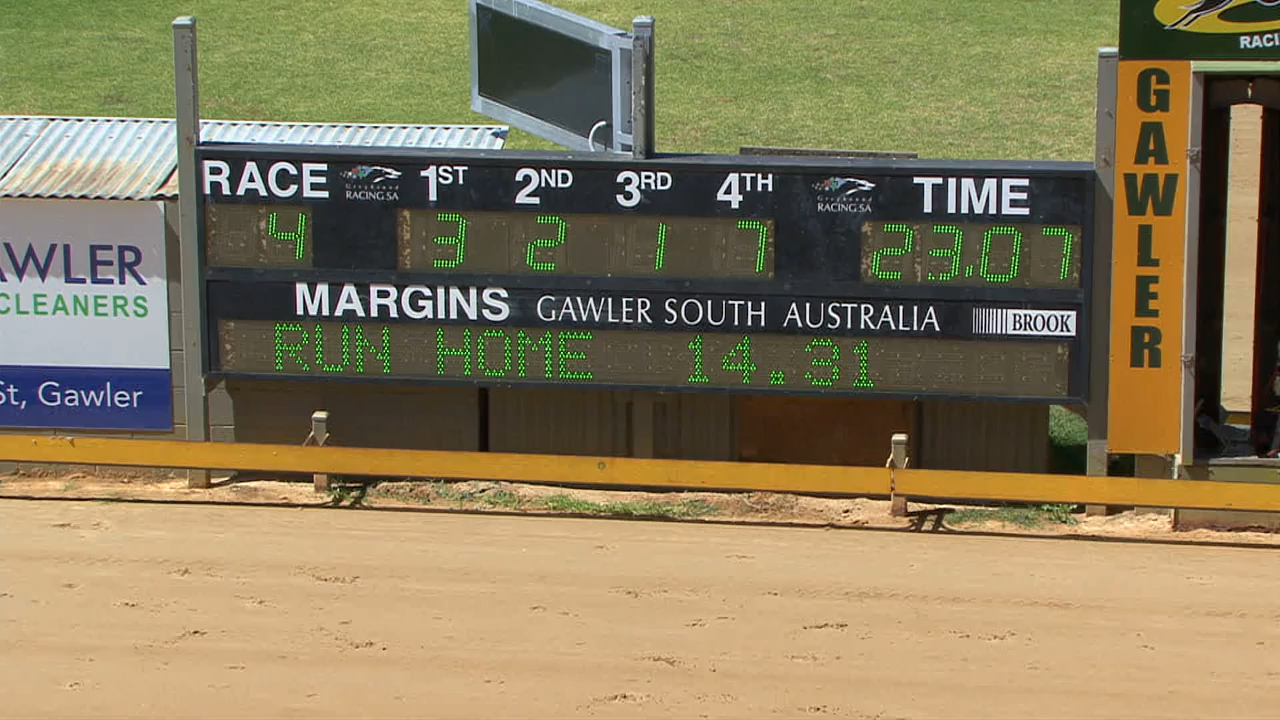 RACI
GAWLER
RACE Greyhound RACING.SA 1ST 2ND 3RD 4TH Greyhound RACING.SA TIME
4 3 2 1 7 23.07
MARGINS GAWLER SOUTH AUSTRALIA BROOK
RUN HOME 14.31
AWLER
CLEANERS
St, Gawler